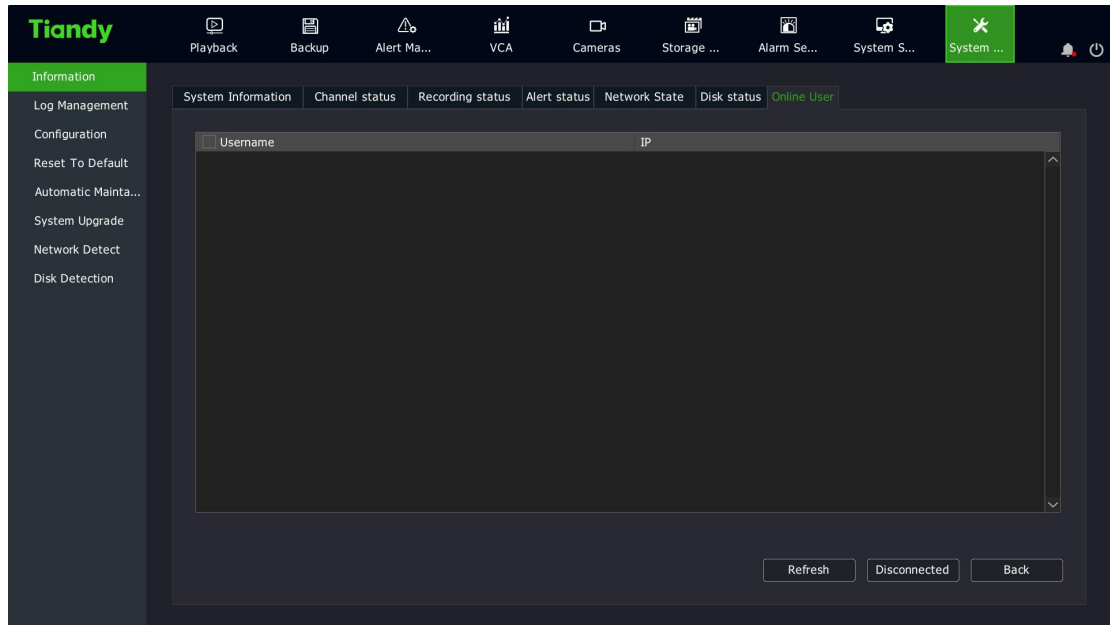 Tiandy
Playback
Backup
Alert Ma...
VCA
Cameras
Storage ...
Alarm Se...
System S...
System ...
Information
Log Management
Configuration
Reset To Default
Automatic Mainta...
System Upgrade
Network Detect
Disk Detection
System Information
Channel status
Recording status
Alert status
Network State
Disk status
Online User
Username
IP
Refresh
Disconnected
Back